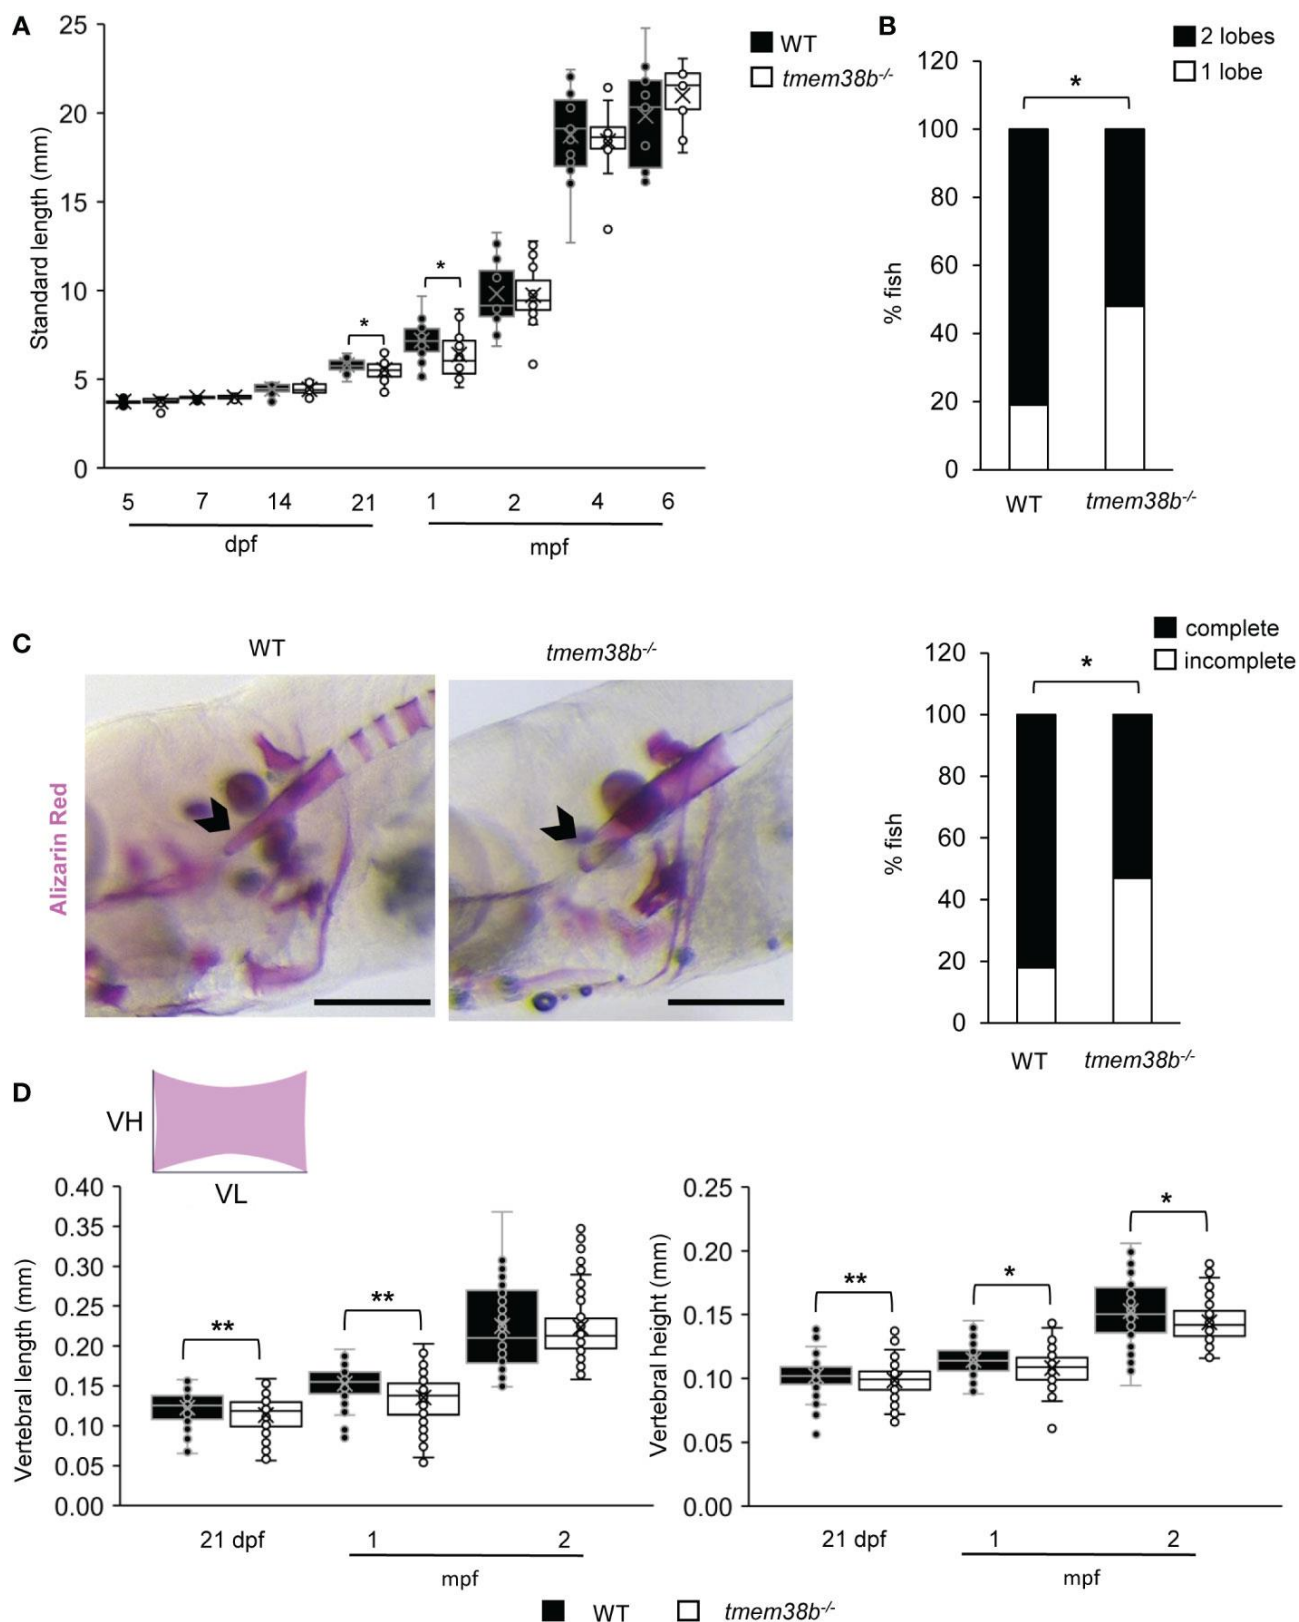 A
25
20
15
10
5
0
Standard length (mm)
WT
tmem38b-/-
*
*
5 7 14 21 1 2 4 6
dpf mpf
B
2 lobes
1 lobe
120
100
80
60
40
20
0
% fish
*
WT tmem38b-/-
C
WT tmem38b-/-
Alizarin Red
complete
incomplete
120
100
80
60
40
20
0
% fish
*
WT tmem38b-/-
D
VH
VL
0.40
0.35
0.30
0.25
0.20
0.15
0.10
0.05
0.00
Vertebral length (mm)
**
**
21 dpf 1 2
mpf
0.25
0.20
0.15
0.10
0.05
0.00
Vertebral height (mm)
**
*
*
21 dpf 1 2
mpf
WT tmem38b-/-